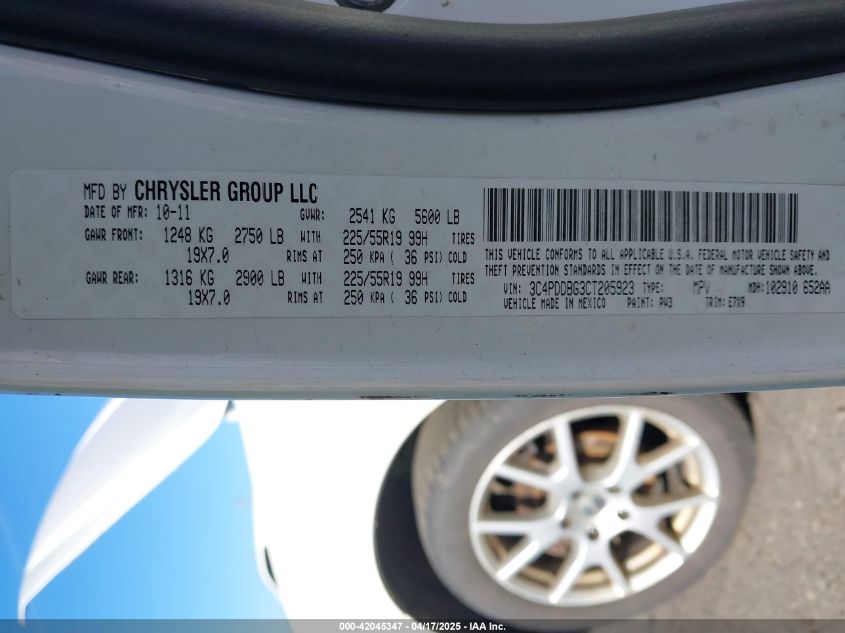 MFD BY CHRYSLER GROUP LLC
DATE OF MFR: 10-11 GVWR: 2541 KG 5600 LB
GAWR FRONT: 1248 KG 2750 LB WITH 225/55R19 99H TIRES
19X7.0 RIMS AT 250 KPA ( 36 PSI) COLD
GAWR REAR: 1316 KG 2900 LB WITH 225/55R19 99H TIRES
19X7.0 RIMS AT 250 KPA ( 36 PSI) COLD
THIS VEHICLE CONFORMS TO ALL APPLICABLE U.S.A. FEDERAL MOTOR VEHICLE SAFETY AND
THEFT PREVENTION STANDARDS IN EFFECT ON THE DATE OF MANUFACTURE SHOWN ABOVE.
VIN: 3C4PDDBG3CT205923 TYPE: MPV MDH: 102910 652AA
VEHICLE MADE IN MEXICO PAINT: PW3 TRIM: E7X9
000-42045347 - 04/17/2025 - IAA Inc.